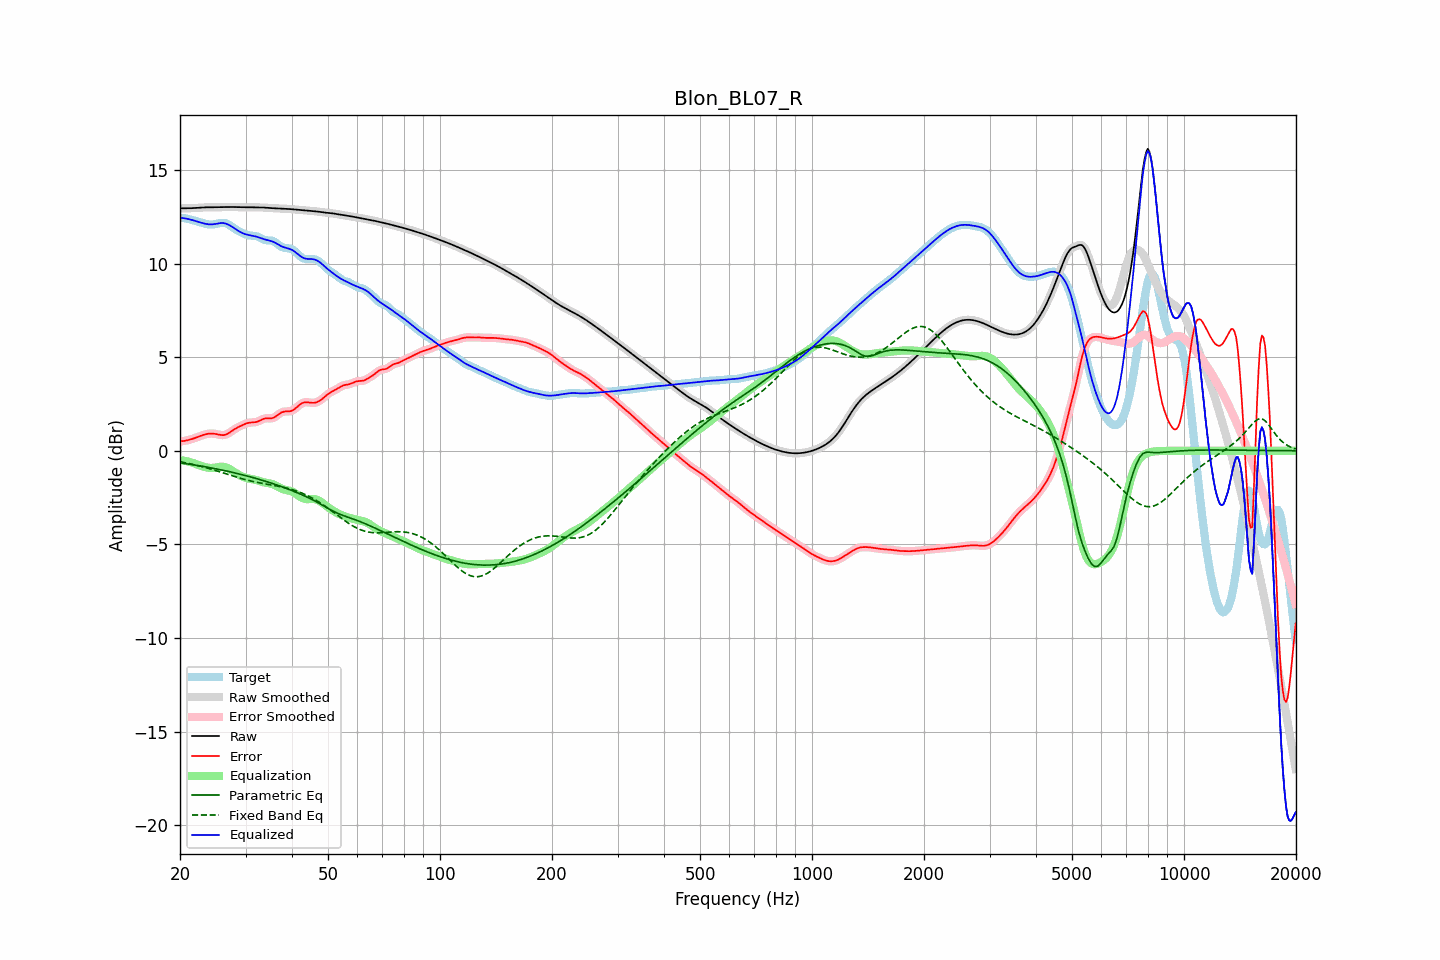 Blon_BL07_R
Amplitude (dBr)
15
10
5
0
−5
−10
−15
−20
Target
Raw Smoothed
Error Smoothed
Raw
Error
Equalization
Parametric Eq
Fixed Band Eq
Equalized
20 50 100 200 500 1000 2000 5000 10000 20000
Frequency (Hz)